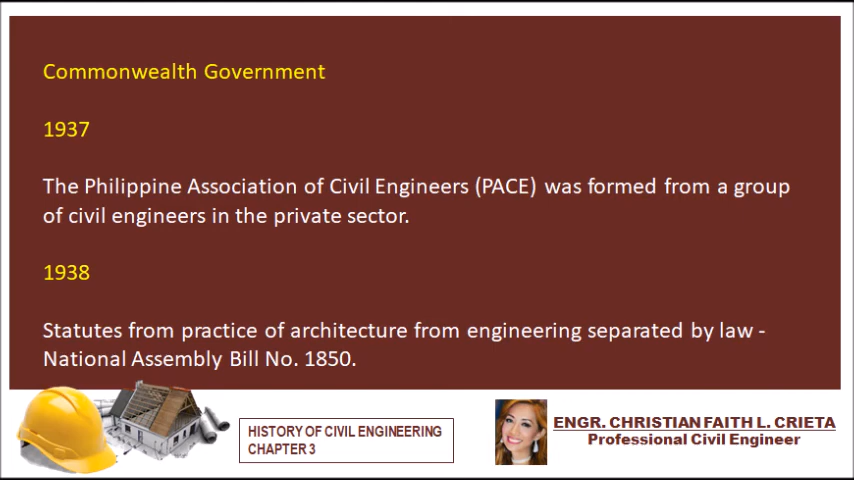 Commonwealth Government
1937
The Philippine Association of Civil Engineers (PACE) was formed from a group
of civil engineers in the private sector.
1938
Statutes from practice of architecture from engineering separated by law -
National Assembly Bill No. 1850.
HISTORY OF CIVIL ENGINEERING
CHAPTER 3
ENGR. CHRISTIAN FAITH L. CRIETA
Professional Civil Engineer